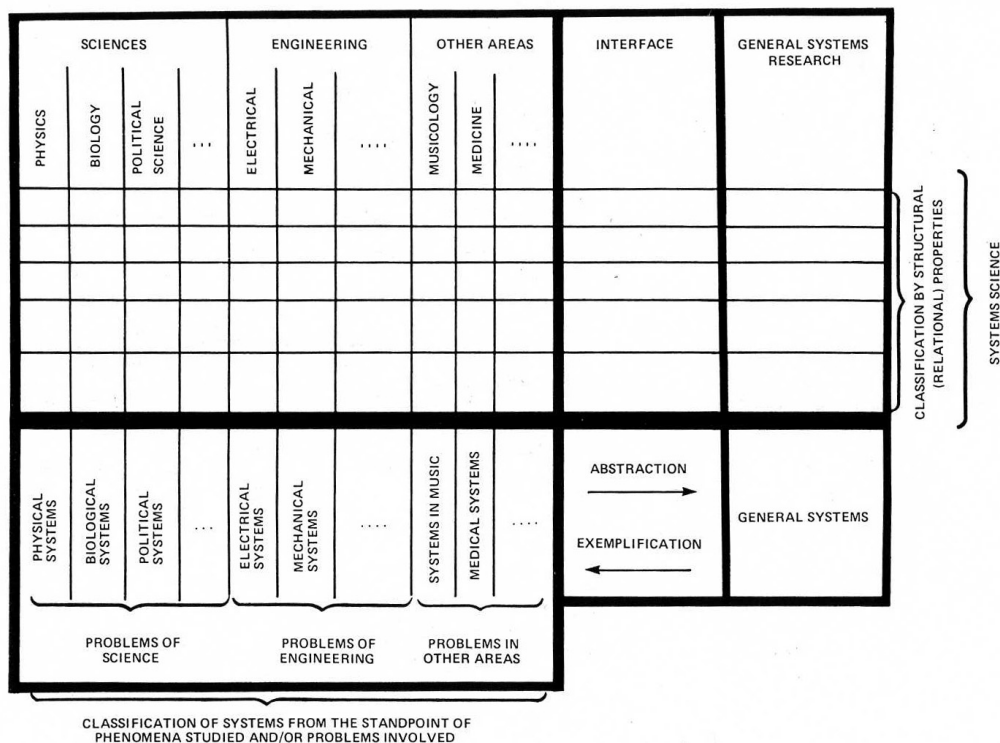 SCIENCES
ENGINEERING
OTHER AREAS
INTERFACE
GENERAL SYSTEMS
RESEARCH
PHYSICS
BIOLOGY
POLITICAL
SCIENCE
...
ELECTRICAL
MECHANICAL
....
MUSICOLOGY
MEDICINE
....
CLASSIFICATION BY STRUCTURAL
(RELATIONAL) PROPERTIES
SYSTEMS SCIENCE
PHYSICAL
SYSTEMS
BIOLOGICAL
SYSTEMS
POLITICAL
SYSTEMS
...
ELECTRICAL
SYSTEMS
MECHANICAL
SYSTEMS
....
SYSTEMS IN MUSIC
MEDICAL SYSTEMS
....
ABSTRACTION
EXEMPLIFICATION
GENERAL SYSTEMS
PROBLEMS OF
SCIENCE
PROBLEMS OF
ENGINEERING
PROBLEMS IN
OTHER AREAS
CLASSIFICATION OF SYSTEMS FROM THE STANDPOINT OF
PHENOMENA STUDIED AND/OR PROBLEMS INVOLVED